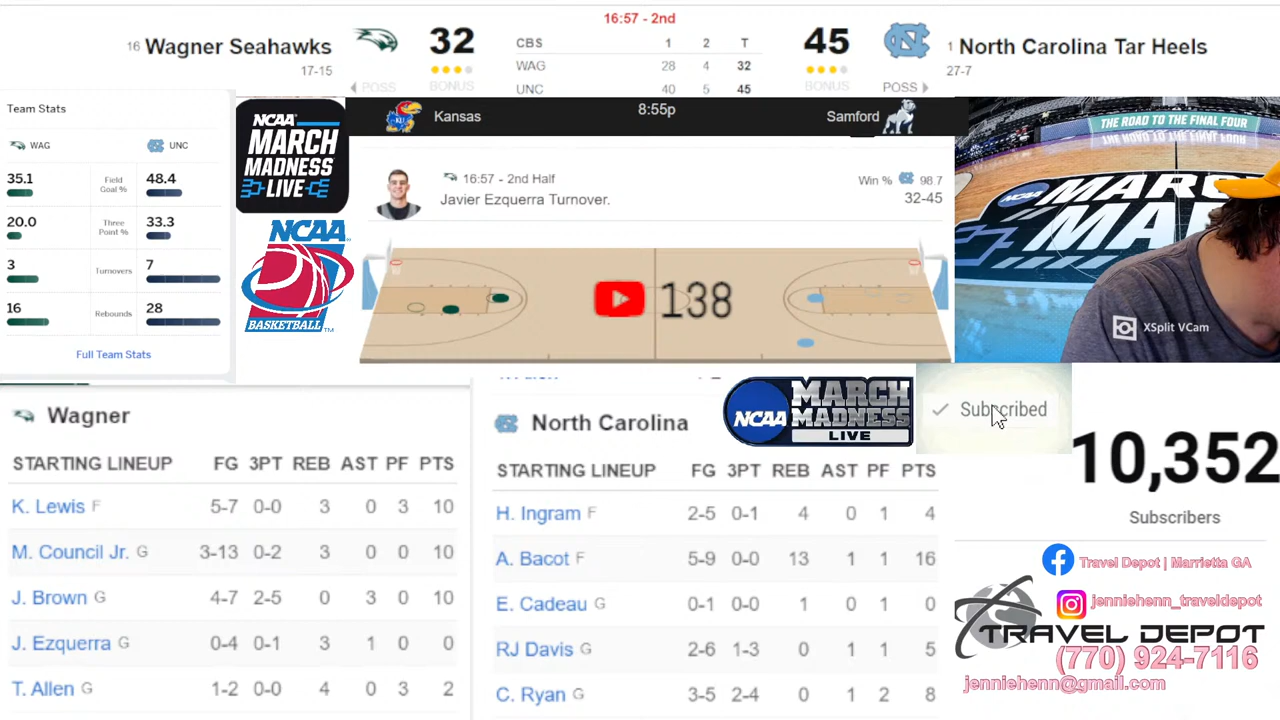 16:57 - 2nd
16 Wagner Seahawks 32
17-15
POSS BONUS
CBS 1 2 T
WAG 28 4 32
UNC 40 5 45
45 1 North Carolina Tar Heels
27-7
BONUS POSS
Team Stats
WAG UNC
35.1 Field Goal % 48.4
20.0 Three Point % 33.3
3 Turnovers 7
16 Rebounds 28
Full Team Stats
NCAA
MARCH
MADNESS
LIVE
NCAA
BASKETBALL™
Kansas 8:55p Samford
16:57 - 2nd Half
Javier Ezquerra Turnover.
Win % 98.7
32-45
138
THE ROAD TO THE FINAL FOUR
XSplit VCam
Wagner
STARTING LINEUP FG 3PT REB AST PF PTS
K. Lewis F 5-7 0-0 3 0 3 10
M. Council Jr. G 3-13 0-2 3 0 0 10
J. Brown G 4-7 2-5 0 3 0 10
J. Ezquerra G 0-4 0-1 3 1 0 0
T. Allen G 1-2 0-0 4 0 3 2
North Carolina
STARTING LINEUP FG 3PT REB AST PF PTS
H. Ingram F 2-5 0-1 4 0 1 4
A. Bacot F 5-9 0-0 13 1 1 16
E. Cadeau G 0-1 0-0 1 0 1 0
RJ Davis G 2-6 1-3 0 1 1 5
C. Ryan G 3-5 2-4 0 1 2 8
NCAA
MARCH
MADNESS
LIVE
Subscribed
10,352
Subscribers
Travel Depot | Marrietta GA
jenniehenn_traveldepot
TRAVEL DEPOT
(770) 924-7116
jenniehenn@gmail.com